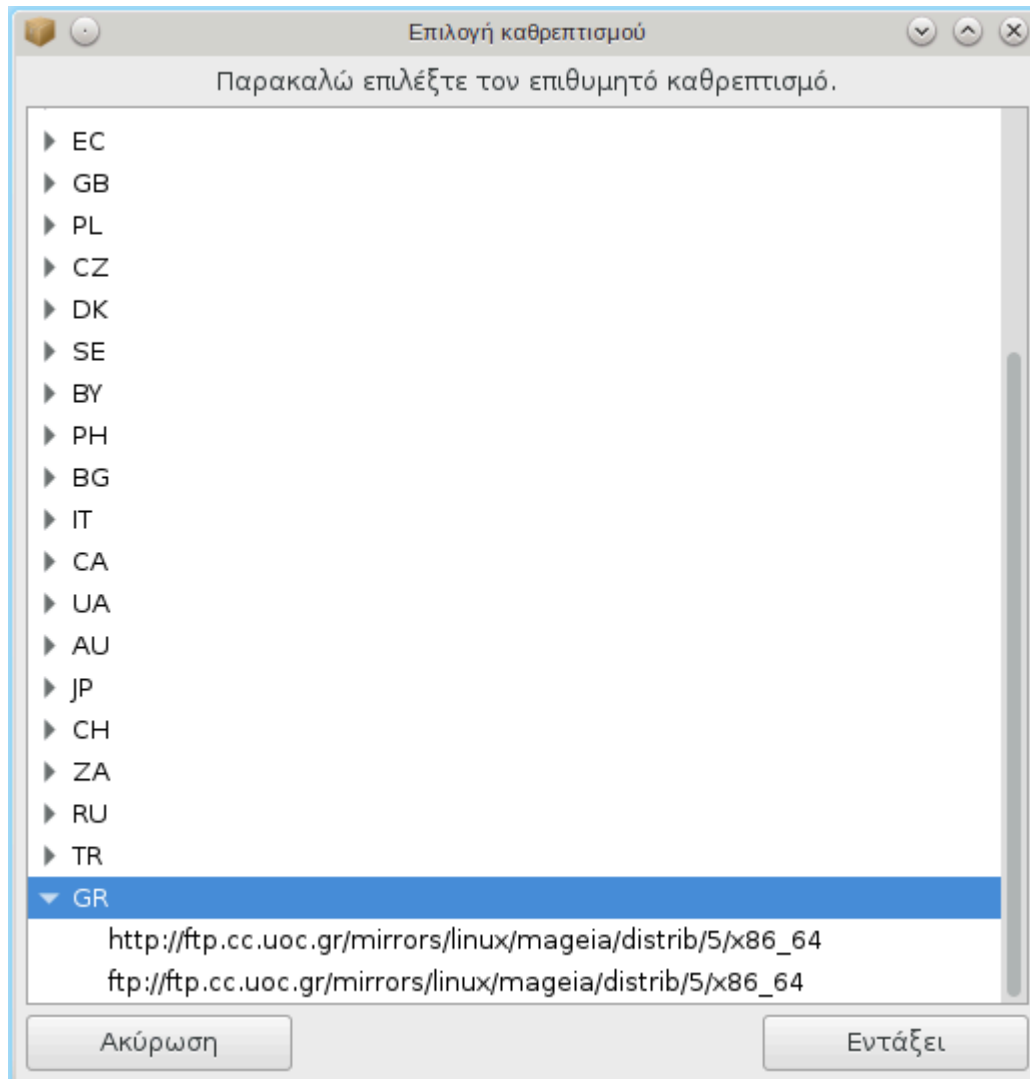 Επιλογή καθρεπτισμού
Παρακαλώ επιλέξτε τον επιθυμητό καθρεπτισμό.
EC
GB
PL
CZ
DK
SE
BY
PH
BG
IT
CA
UA
AU
JP
CH
ZA
RU
TR
GR
http://ftp.cc.uoc.gr/mirrors/linux/mageia/distrib/5/x86_64
ftp://ftp.cc.uoc.gr/mirrors/linux/mageia/distrib/5/x86_64
Ακύρωση Εντάξει